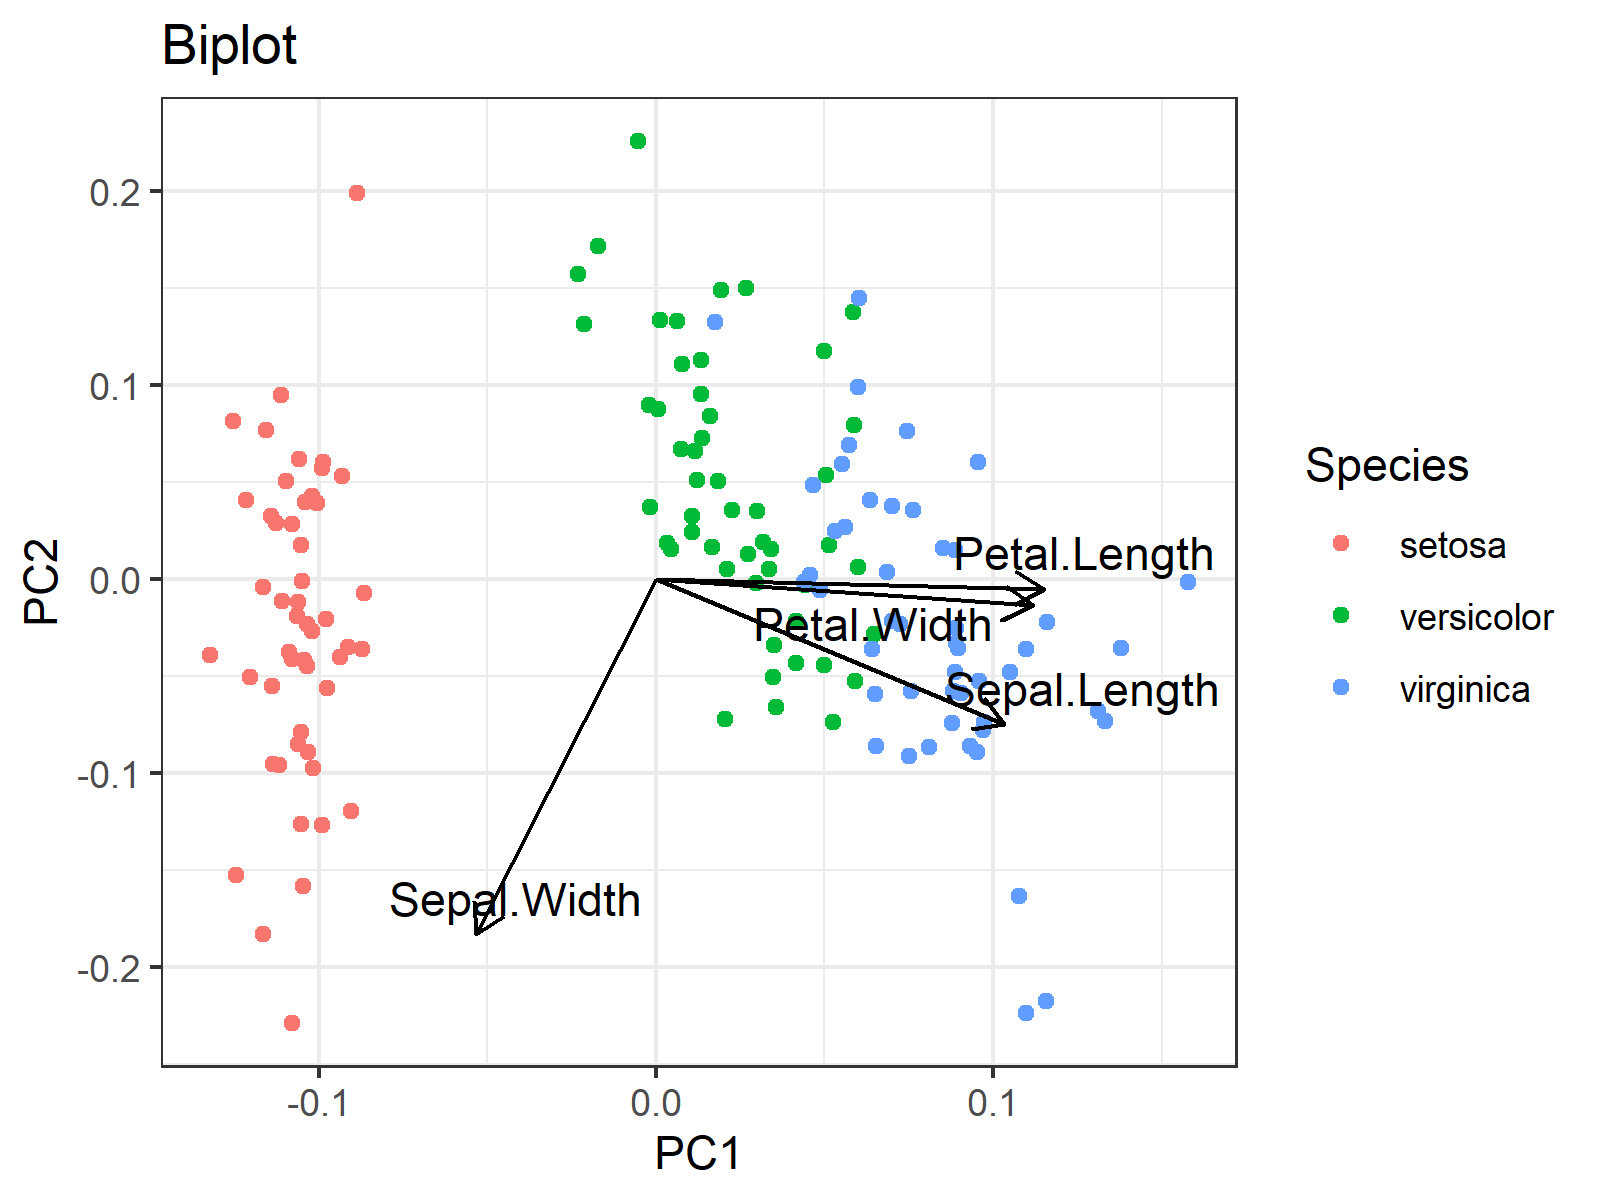 Biplot
0.2
0.1
0.0
-0.1
-0.2
PC2
-0.1
0.0
0.1
PC1
Petal.Length
Petal.Width
Sepal.Length
Sepal.Width
Species
setosa
versicolor
virginica